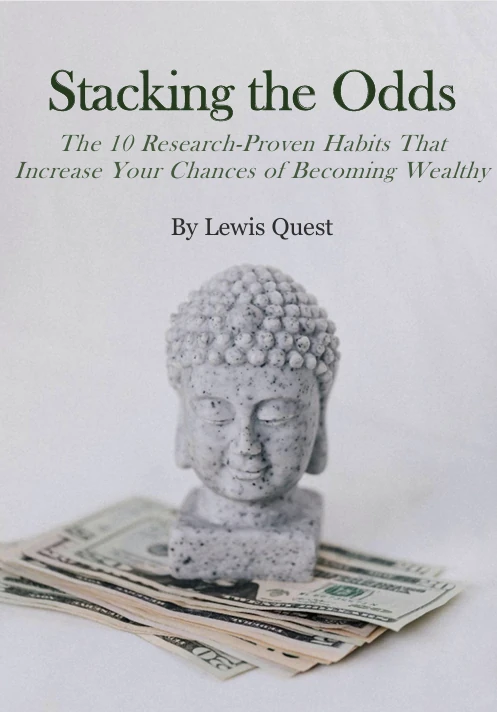 Stacking the Odds
The 10 Research-Proven Habits That
Increase Your Chances of Becoming Wealthy
By Lewis Quest